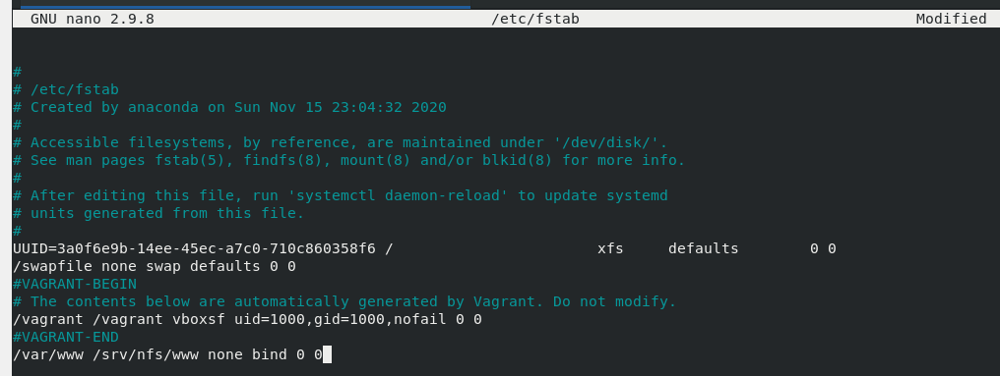 GNU nano 2.9.8 /etc/fstab Modified
#
# /etc/fstab
# Created by anaconda on Sun Nov 15 23:04:32 2020
#
# Accessible filesystems, by reference, are maintained under '/dev/disk/'.
# See man pages fstab(5), findfs(8), mount(8) and/or blkid(8) for more info.
#
# After editing this file, run 'systemctl daemon-reload' to update systemd
# units generated from this file.
#
UUID=3a0f6e9b-14ee-45ec-a7c0-710c860358f6 / xfs defaults 0 0
/swapfile none swap defaults 0 0
#VAGRANT-BEGIN
# The contents below are automatically generated by Vagrant. Do not modify.
/vagrant /vagrant vboxsf uid=1000,gid=1000,nofail 0 0
#VAGRANT-END
/var/www /srv/nfs/www none bind 0 0